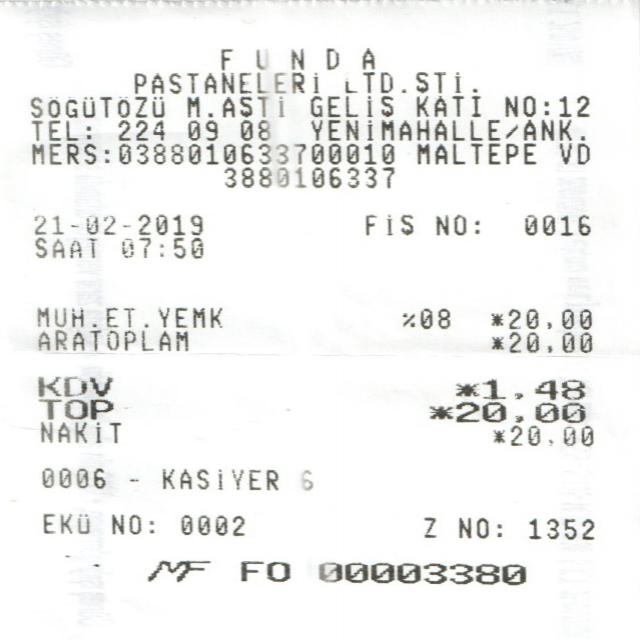 F U N D A
PASTANELERİ LTD.STİ.
SÖGÜTÖZÜ M.ASTİ GELİS KATİ NO:12
TEL: 224 09 08 YENİMAHALLE/ANK.
MERS:0388010633700010 MALTEPE VD
3880106337
21-02-2019 FİŞ NO: 0016
SAAT 07:50
MUH.ET.YEMK %08 *20,00
ARATOPLAM *20,00
KDV *1,48
TOP *20,00
NAKİT *20,00
0006 - KASİYER 6
EKÜ NO: 0002 Z NO: 1352
MF FO 00003380